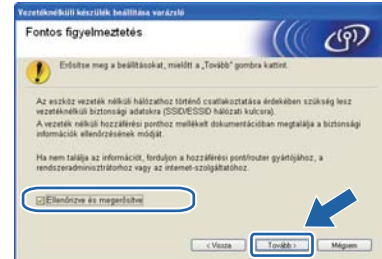 Vezetéknélküli készülék beállítása varázsló
Fontos figyelmeztetés
Erősítse meg a beállításokat, mielőtt a „Tovább” gombra kattint.
Az eszköz vezeték nélküli hálózathoz történő csatlakoztatása érdekében szükség lesz
vezetéknélküli biztonsági adatokra (SSID/ESSID hálózati kulcsra).
A vezeték nélküli hozzáférési ponthoz mellékelt dokumentációban megtalálja a biztonsági
információk ellenőrzésének módját.
Ha nem találja az információt, forduljon a hozzáférési pont/router gyártójához, a
rendszeradminisztrátorhoz vagy az internet-szolgáltatóhoz.
Ellenőrizve és megerősítve
< Vissza
Tovább >
Mégsem